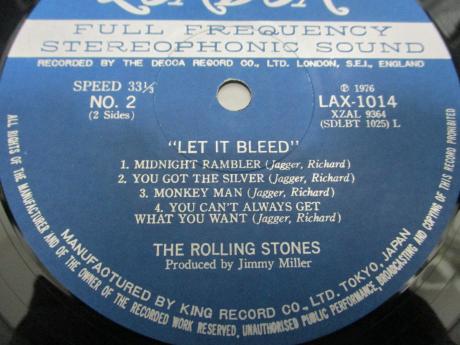 LONDON
FULL FREQUENCY
STEREOPHONIC SOUND
RECORDED BY THE DECCA RECORD CO., LTD. LONDON, S.E.I., ENGLAND
SPEED 33⅓
NO. 2
(2 Sides)
℗ 1976
LAX-1014
XZAL 9364
(SDLBT 1025) L
"LET IT BLEED"
1. MIDNIGHT RAMBLER (Jagger, Richard)
2. YOU GOT THE SILVER (Jagger, Richard)
3. MONKEY MAN (Jagger, Richard)
4. YOU CAN'T ALWAYS GET
WHAT YOU WANT (Jagger, Richard)
THE ROLLING STONES
Produced by Jimmy Miller
MANUFACTURED BY KING RECORD CO., LTD. TOKYO, JAPAN
ALL RIGHTS OF THE MANUFACTURER AND OF THE OWNER OF THE RECORDED WORK RESERVED, UNAUTHORISED PUBLIC PERFORMANCE, BROADCASTING AND COPYING OF THIS RECORD PROHIBITED